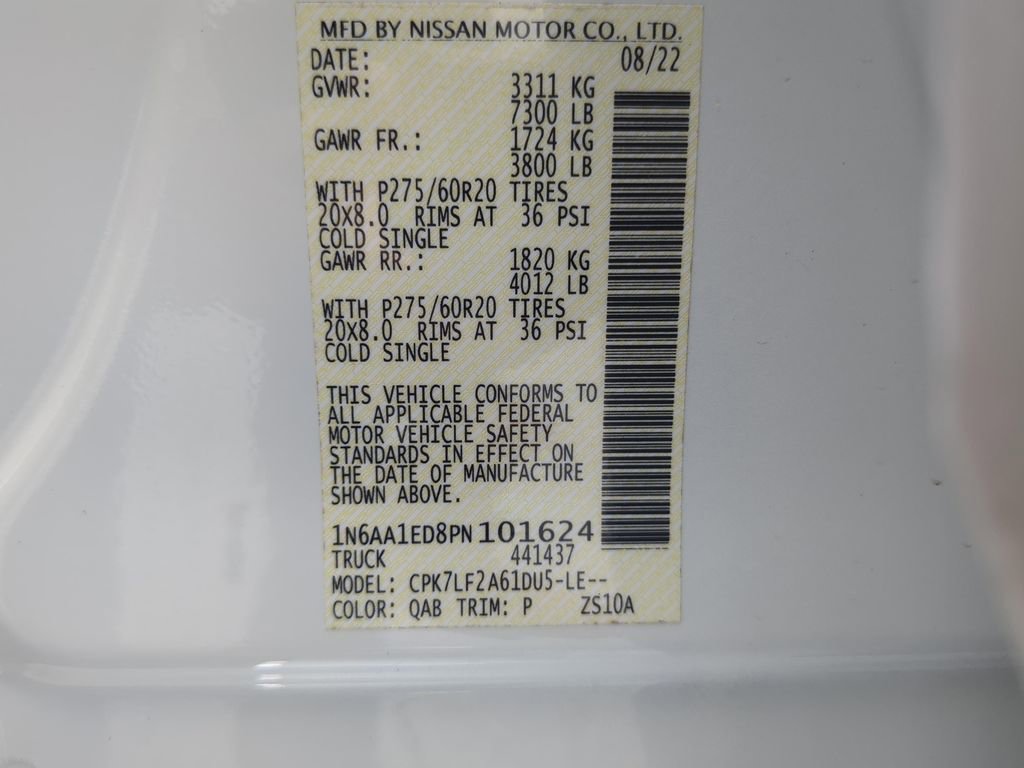 MFD BY NISSAN MOTOR CO., LTD.
DATE: 08/22
GVWR: 3311 KG
7300 LB
GAWR FR.: 1724 KG
3800 LB
WITH P275/60R20 TIRES
20X8.0 RIMS AT 36 PSI
COLD SINGLE
GAWR RR.: 1820 KG
4012 LB
WITH P275/60R20 TIRES
20X8.0 RIMS AT 36 PSI
COLD SINGLE
THIS VEHICLE CONFORMS TO
ALL APPLICABLE FEDERAL
MOTOR VEHICLE SAFETY
STANDARDS IN EFFECT ON
THE DATE OF MANUFACTURE
SHOWN ABOVE.
1N6AA1ED8PN101624
TRUCK 441437
MODEL: CPK7LF2A61DU5-LE--
COLOR: QAB TRIM: P ZS10A